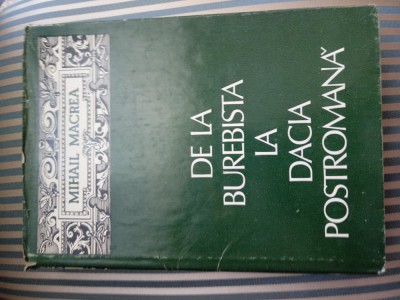 MIHAIL MACREA
DE LA
BUREBISTA
LA
DACIA
POSTROMANĂ